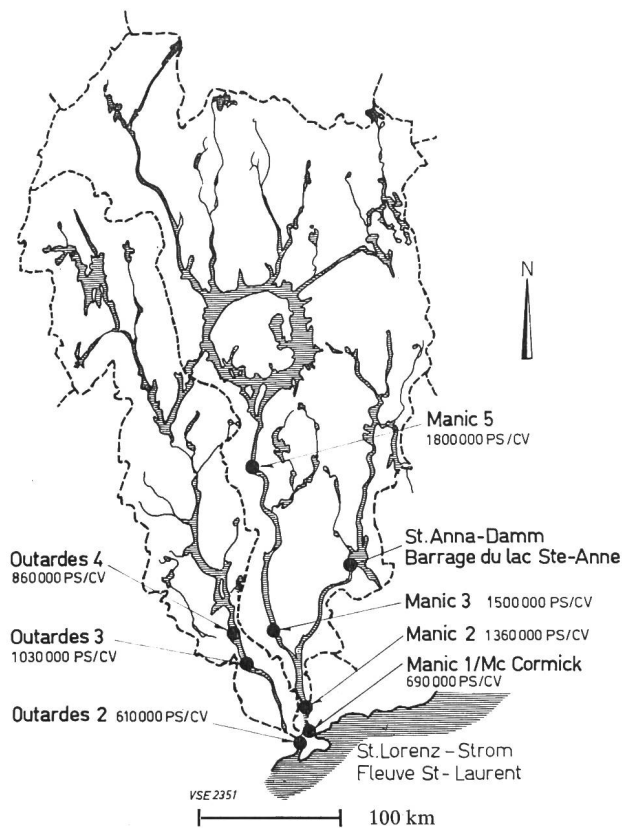 N
Manic 5
1800000 PS/CV
St.Anna-Damm
Barrage du lac Ste-Anne
Outardes 4
860000 PS/CV
Manic 3 1500000 PS/CV
Outardes 3
1030000 PS/CV
Manic 2 1360000 PS/CV
Manic 1/Mc Cormick
690000 PS/CV
Outardes 2 610000 PS/CV
St.Lorenz-Strom
Fleuve St-Laurent
VSE 2351
100 km